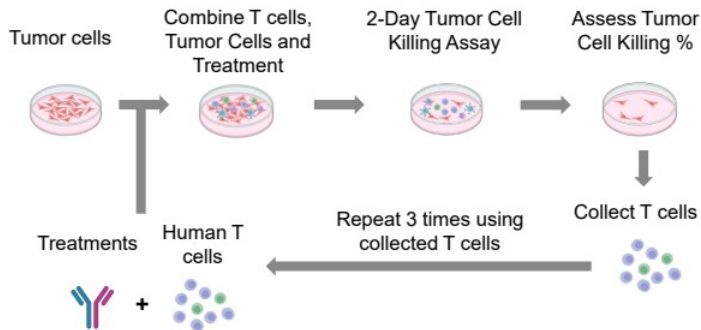 Tumor cells
Combine T cells,
Tumor Cells and
Treatment
2-Day Tumor Cell
Killing Assay
Assess Tumor
Cell Killing %
Collect T cells
Repeat 3 times using
collected T cells
Human T
cells
Treatments
+